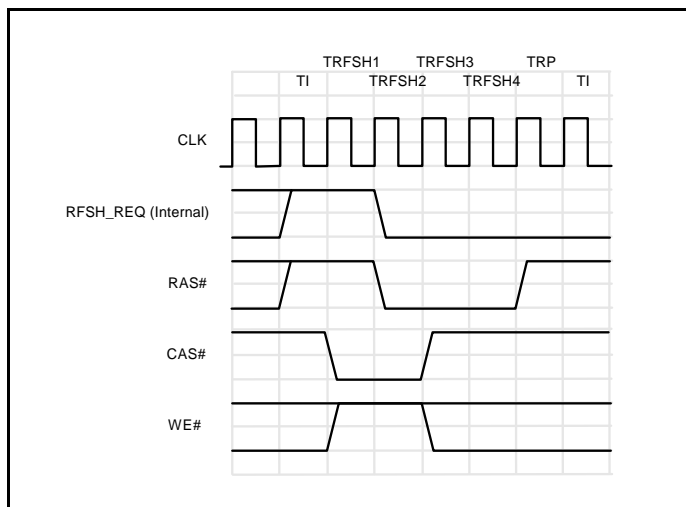 TRFSH1 TRFSH3 TRP
TI TRFSH2 TRFSH4 TI
CLK
RFSH_REQ (Internal)
RAS#
CAS#
WE#